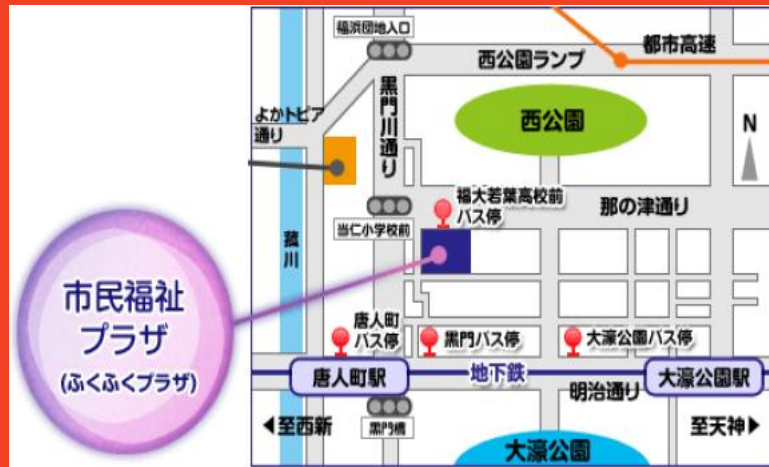 福浜団地入口
西公園ランプ
都市高速
よかトピア
通り
黒門川通り
西公園
N
福大若葉高校前
バス停
那の津通り
当仁小学校前
菰川
市民福祉
プラザ
(ふくふくプラザ)
唐人町
バス停
黒門バス停
大濠公園バス停
唐人町駅
地下鉄
明治通り
大濠公園駅
◀至西新
黒門橋
大濠公園
至天神▶